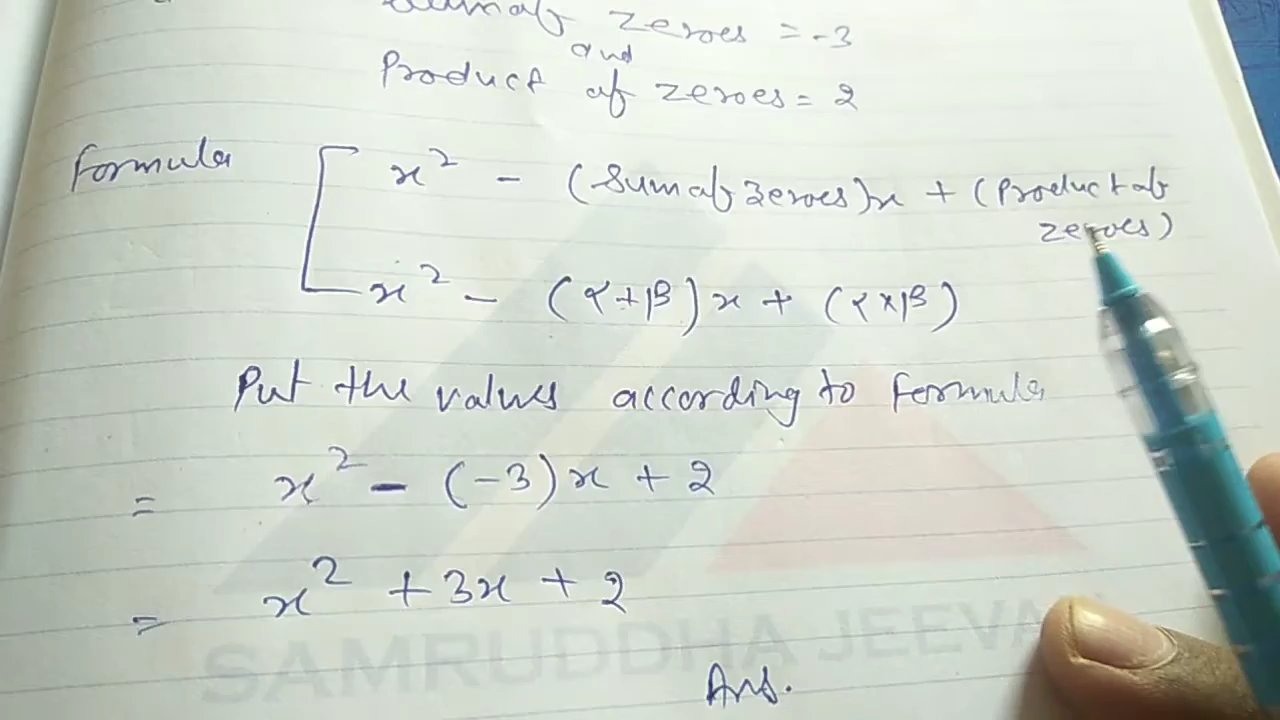 Sum of zeroes = -3
and
Product of zeroes = 2
Formula
x² - (Sum of zeroes)x + (Product of
zeroes)
x² - (α+β)x + (α×β)
Put the values according to formula
= x² - (-3)x + 2
= x² + 3x + 2
Ans.
SAMRUDDHA JEEVA